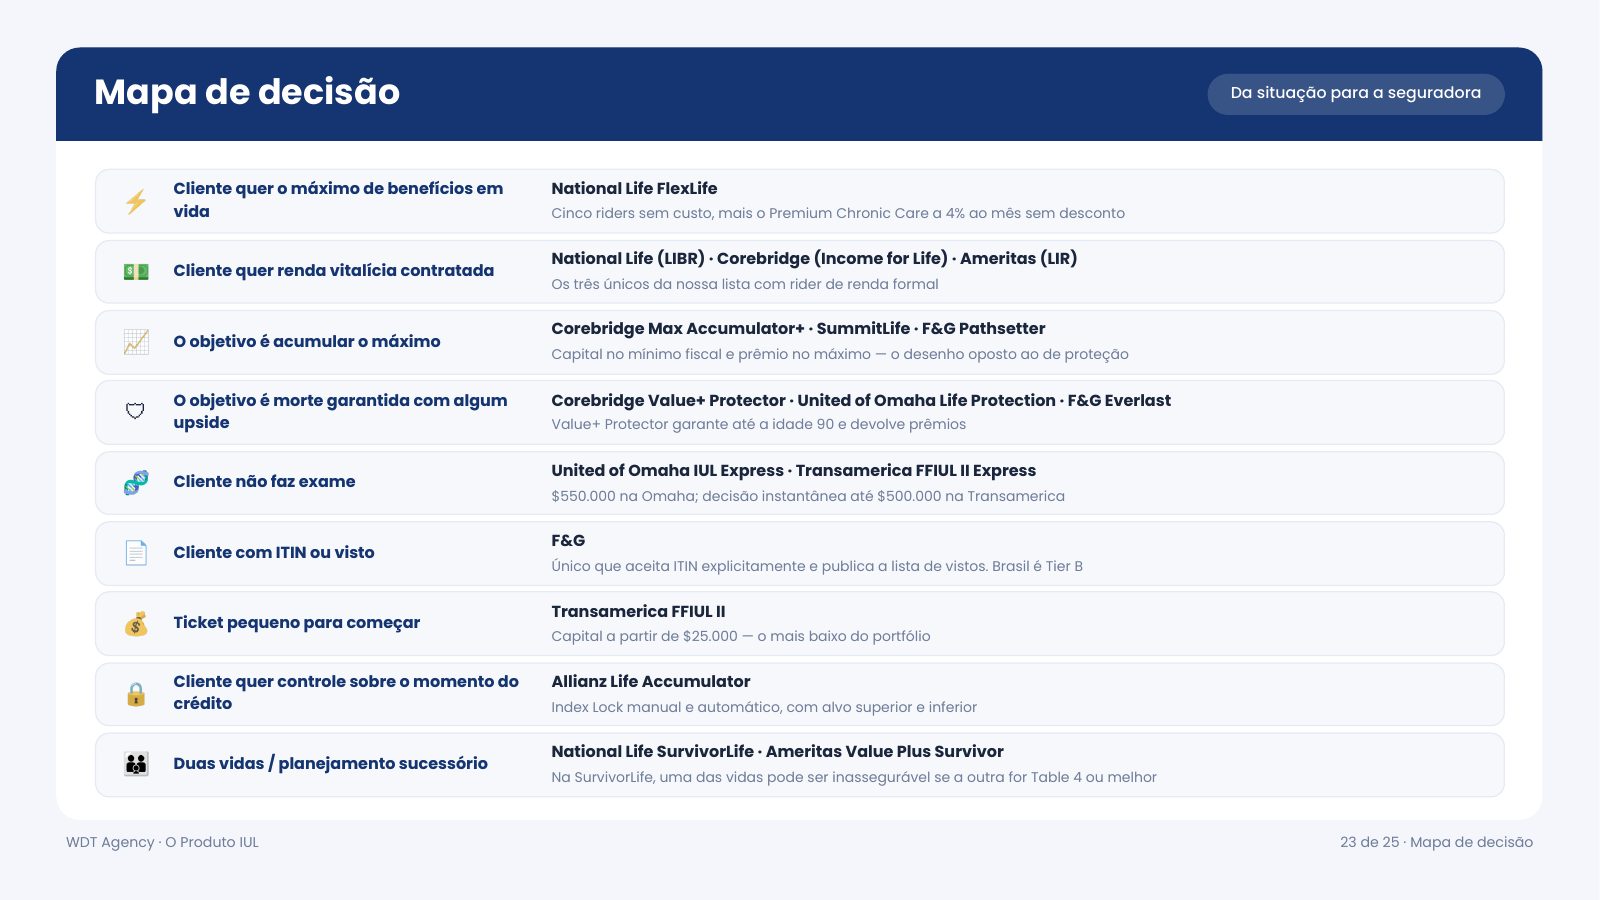 Mapa de decisão
Da situação para a seguradora
Cliente quer o máximo de benefícios em
vida
National Life FlexLife
Cinco riders sem custo, mais o Premium Chronic Care a 4% ao mês sem desconto
Cliente quer renda vitalícia contratada
National Life (LIBR) · Corebridge (Income for Life) · Ameritas (LIR)
Os três únicos da nossa lista com rider de renda formal
O objetivo é acumular o máximo
Corebridge Max Accumulator+ · SummitLife · F&G Pathsetter
Capital no mínimo fiscal e prêmio no máximo — o desenho oposto ao de proteção
O objetivo é morte garantida com algum
upside
Corebridge Value+ Protector · United of Omaha Life Protection · F&G Everlast
Value+ Protector garante até a idade 90 e devolve prêmios
Cliente não faz exame
United of Omaha IUL Express · Transamerica FFIUL II Express
$550.000 na Omaha; decisão instantânea até $500.000 na Transamerica
Cliente com ITIN ou visto
F&G
Único que aceita ITIN explicitamente e publica a lista de vistos. Brasil é Tier B
Ticket pequeno para começar
Transamerica FFIUL II
Capital a partir de $25.000 — o mais baixo do portfólio
Cliente quer controle sobre o momento do
crédito
Allianz Life Accumulator
Index Lock manual e automático, com alvo superior e inferior
Duas vidas / planejamento sucessório
National Life SurvivorLife · Ameritas Value Plus Survivor
Na SurvivorLife, uma das vidas pode ser inassegurável se a outra for Table 4 ou melhor
WDT Agency · O Produto IUL
23 de 25 · Mapa de decisão